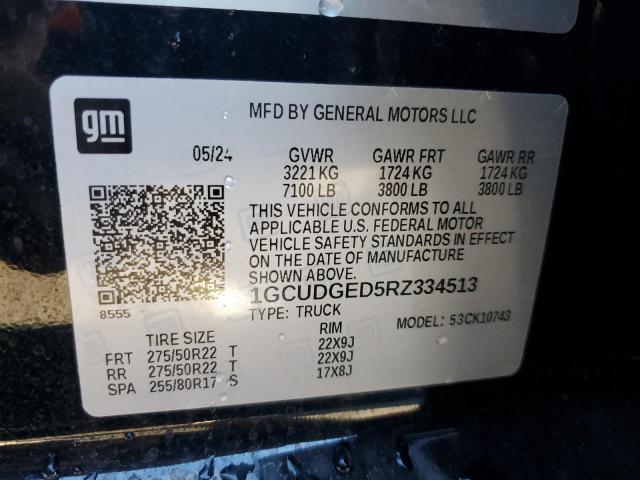 gm
MFD BY GENERAL MOTORS LLC
05/24 GVWR GAWR FRT GAWR RR
3221 KG 1724 KG 1724 KG
7100 LB 3800 LB 3800 LB
THIS VEHICLE CONFORMS TO ALL
APPLICABLE U.S. FEDERAL MOTOR
VEHICLE SAFETY STANDARDS IN EFFECT
ON THE DATE OF MANUFACTURE
SHOWN ABOVE.
8555
1GCUDGED5RZ334513
TYPE: TRUCK MODEL: 53CK10743
TIRE SIZE RIM
FRT 275/50R22 T 22X9J
RR 275/50R22 T 22X9J
SPA 255/80R17 S 17X8J